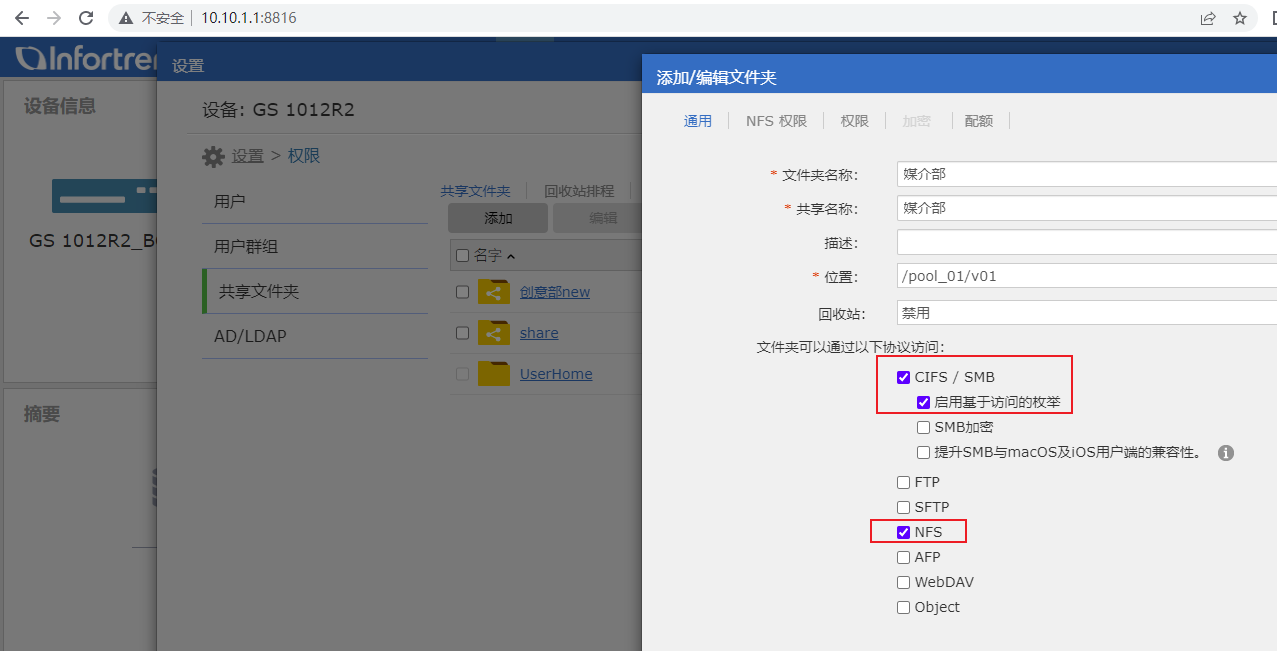 不安全 | 10.10.1.1:8816
Infortre
设备信息
GS 1012R2_B
摘要
设置
设备: GS 1012R2
设置 > 权限
用户
用户群组
共享文件夹
AD/LDAP
共享文件夹 回收站排程
添加 编辑
名字
创意部new
share
UserHome
添加/编辑文件夹
通用 NFS 权限 权限 加密 配额
* 文件夹名称: 媒介部
* 共享名称: 媒介部
描述:
* 位置: /pool_01/v01
回收站: 禁用
文件夹可以通过以下协议访问:
CIFS / SMB
启用基于访问的枚举
SMB加密
提升SMB与macOS及iOS用户端的兼容性。
FTP
SFTP
NFS
AFP
WebDAV
Object